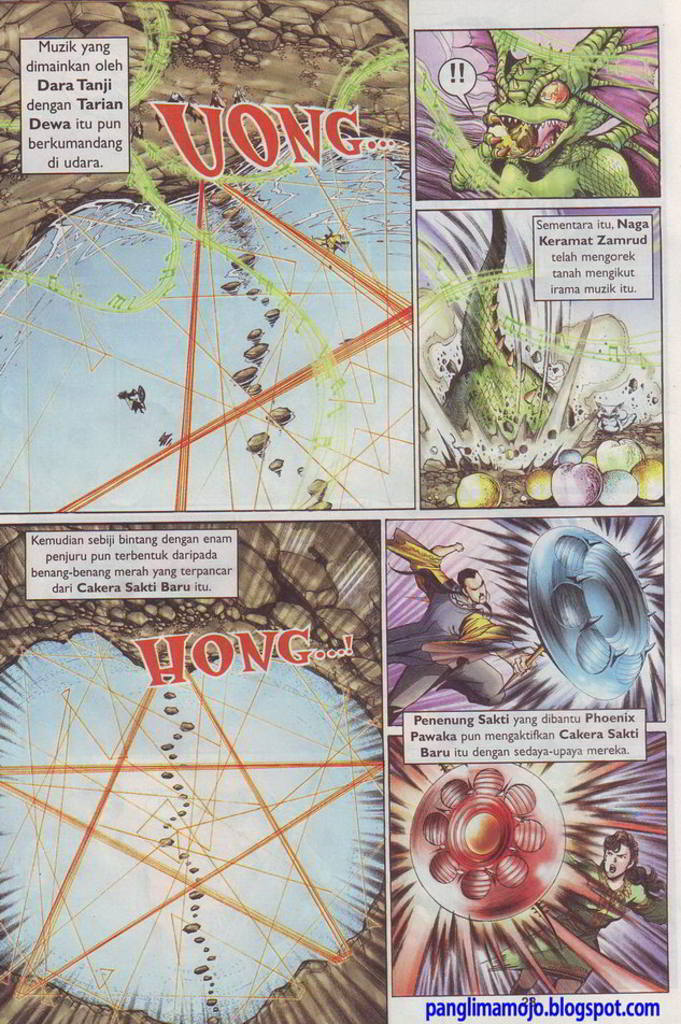 Muzik yang
dimainkan oleh
Dara Tanji
dengan Tarian
Dewa itu pun
berkumandang
di udara.
UONG...
!!
Sementara itu, Naga
Keramat Zamrud
telah mengorek
tanah mengikut
irama muzik itu.
Kemudian sebiji bintang dengan enam
penjuru pun terbentuk daripada
benang-benang merah yang terpancar
dari Cakera Sakti Baru itu.
HONG...!
Penenung Sakti yang dibantu Phoenix
Pawaka pun mengaktifkan Cakera Sakti
Baru itu dengan sedaya-upaya mereka.
panglimamojo.blogspot.com